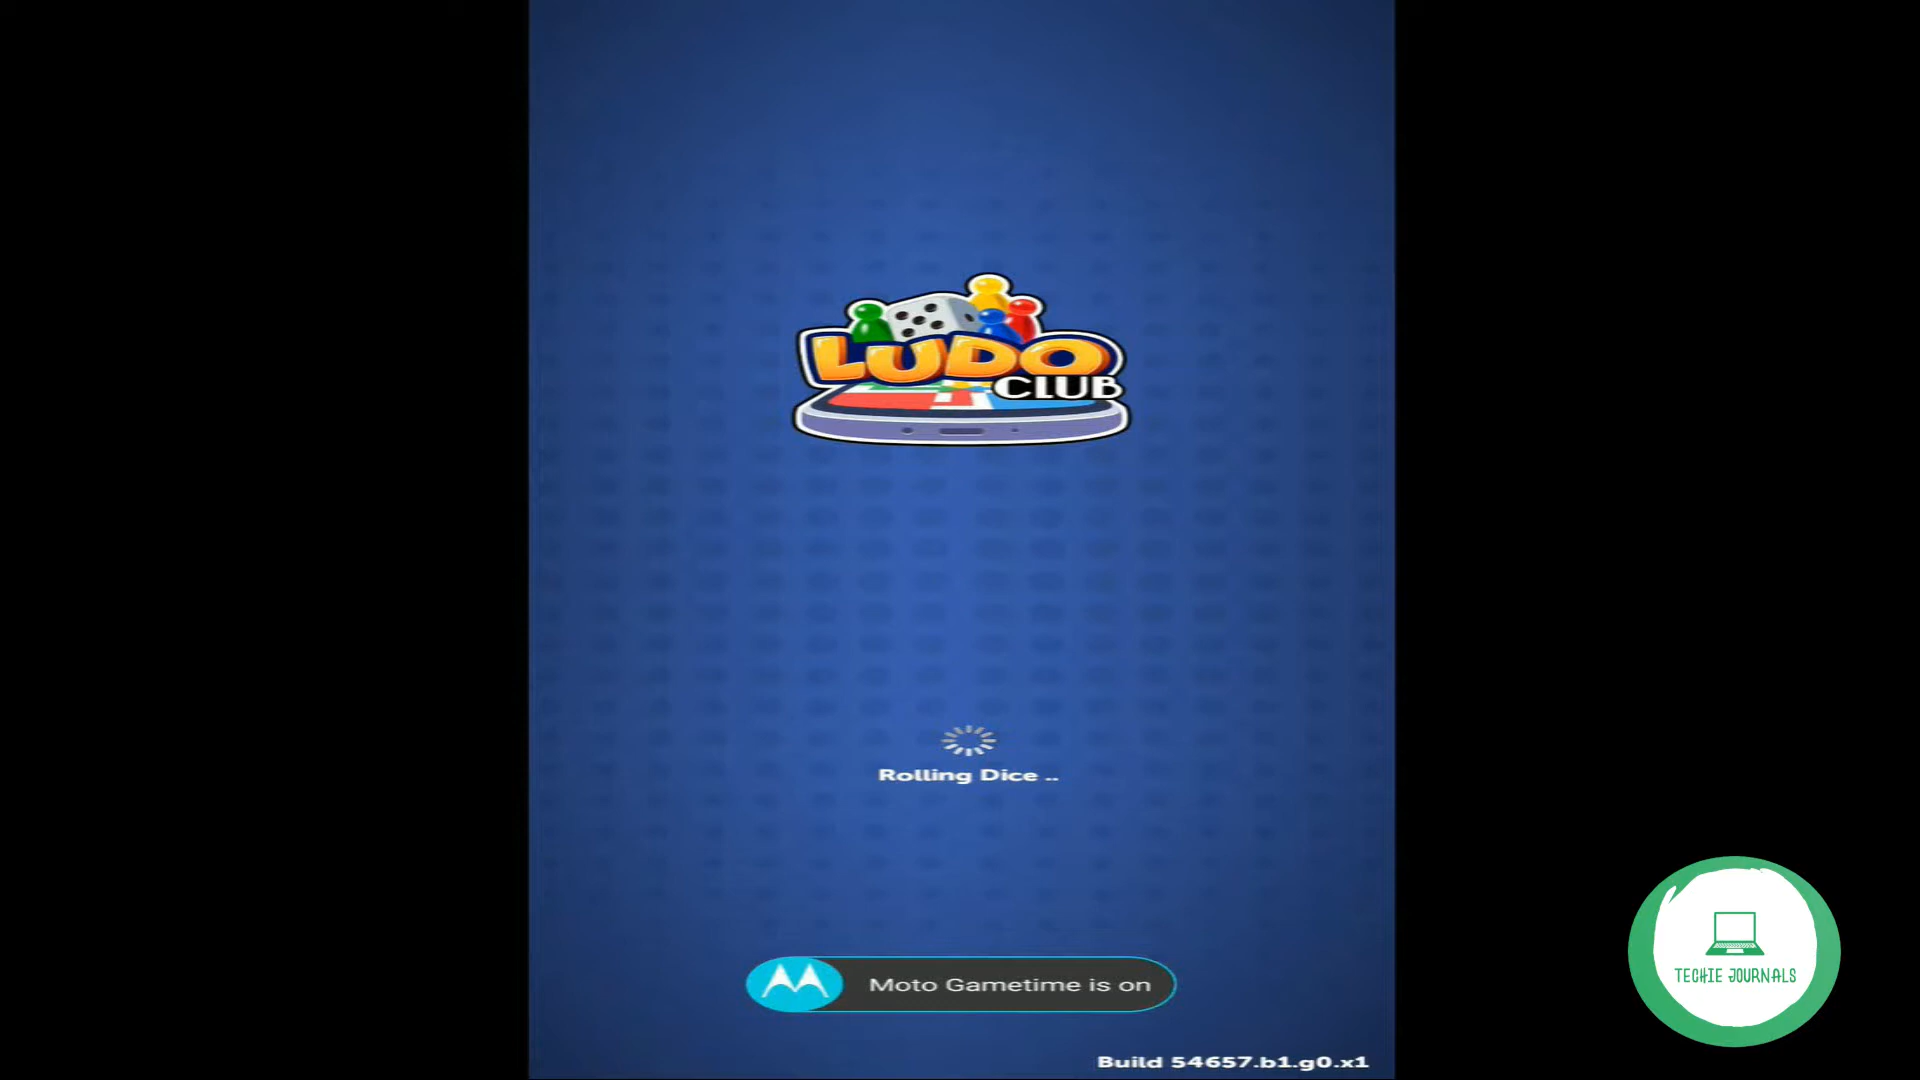 LUDO
CLUB
Rolling Dice ..
Moto Gametime is on
TECHIE JOURNALS
Build 54657.b1.g0.x1